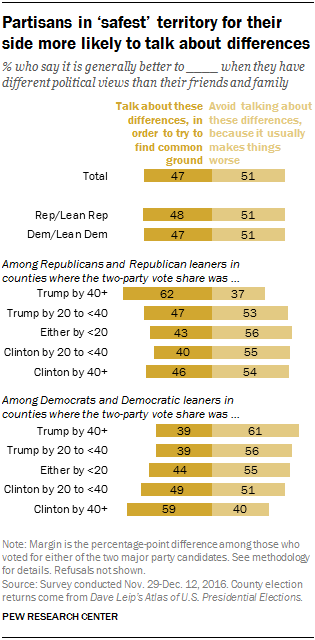 Partisans in ‘safest’ territory for their
side more likely to talk about differences
% who say it is generally better to ____ when they have
different political views than their friends and family
Talk about these differences, in order to try to find common ground
Avoid talking about these differences, because it usually makes things worse
Total 47 51
Rep/Lean Rep 48 51
Dem/Lean Dem 47 51
Among Republicans and Republican leaners in
counties where the two-party vote share was ...
Trump by 40+ 62 37
Trump by 20 to <40 47 53
Either by <20 43 56
Clinton by 20 to <40 40 55
Clinton by 40+ 46 54
Among Democrats and Democratic leaners in
counties where the two-party vote share was ...
Trump by 40+ 39 61
Trump by 20 to <40 39 56
Either by <20 44 55
Clinton by 20 to <40 49 51
Clinton by 40+ 59 40
Note: Margin is the percentage-point difference among those who
voted for either of the two major party candidates. See methodology
for details. Refusals not shown.
Source: Survey conducted Nov. 29-Dec. 12, 2016. County election
returns come from Dave Leip’s Atlas of U.S. Presidential Elections.
PEW RESEARCH CENTER